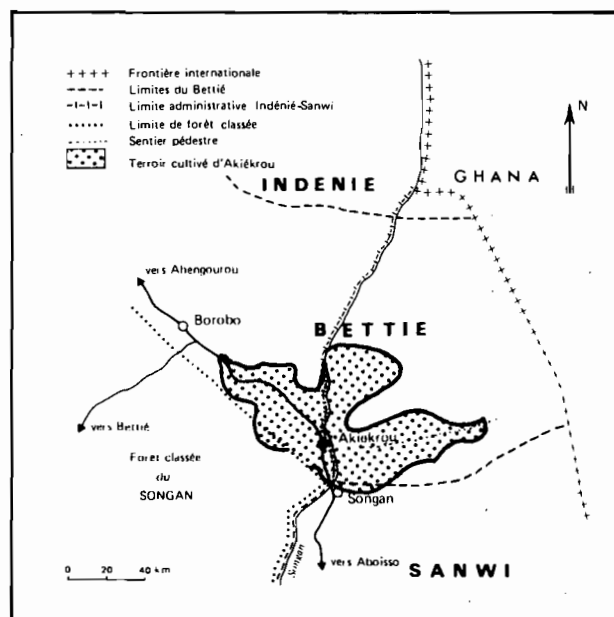 Frontière internationale
Limites du Bettié
Limite administrative Indénié-Sanwi
Limite de forêt classée
Sentier pédestre
Terroir cultivé d'Akiékrou
N
INDENIE
GHANA
vers Ahengourou
Borobo
BETTIE
vers Bettié
Akiékrou
Forêt classée
du
SONGAN
Songan
Songan
vers Aboisso
SANWI
0 20 40 km